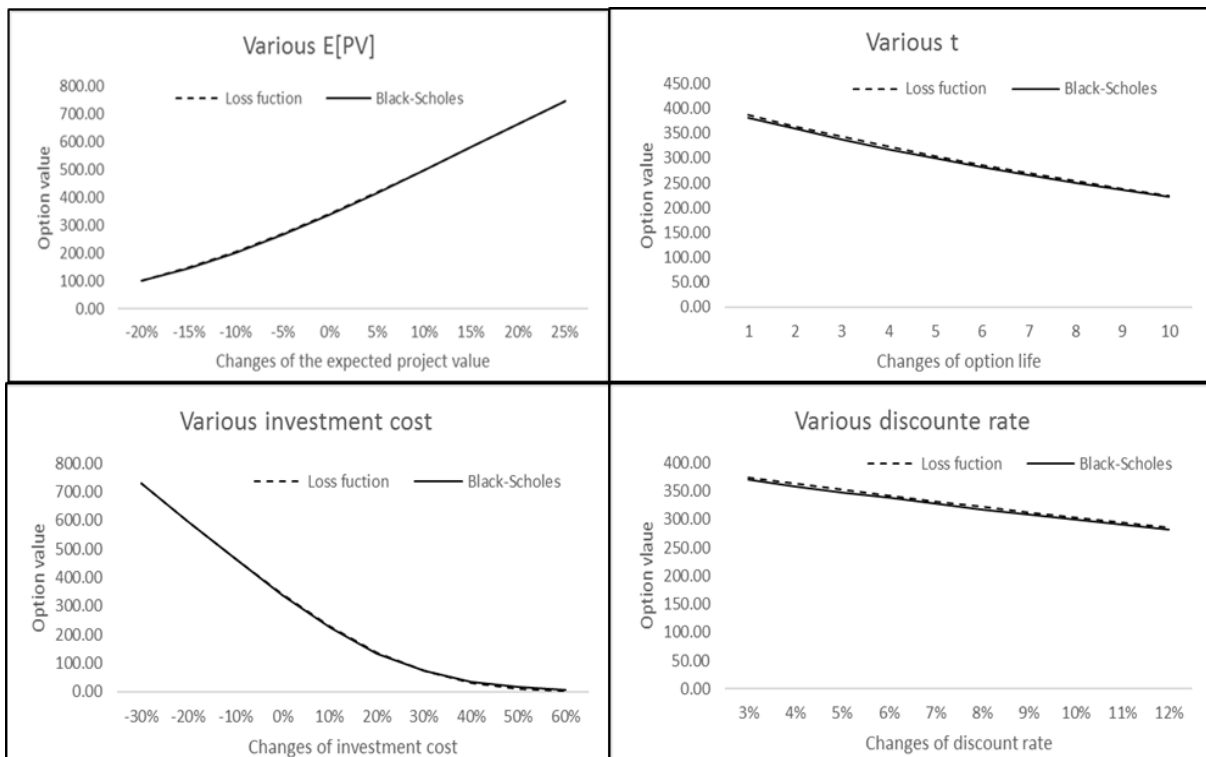 Various E[PV]
Loss fuction Black-Scholes
800.00
700.00
600.00
500.00
400.00
300.00
200.00
100.00
0.00
Option value
-20% -15% -10% -5% 0% 5% 10% 15% 20% 25%
Changes of the expected project value
Various t
Loss fuction Black-Scholes
450.00
400.00
350.00
300.00
250.00
200.00
150.00
100.00
50.00
0.00
Option value
1 2 3 4 5 6 7 8 9 10
Changes of option life
Various investment cost
Loss fuction Black-Scholes
800.00
700.00
600.00
500.00
400.00
300.00
200.00
100.00
0.00
Option value
-30% -20% -10% 0% 10% 20% 30% 40% 50% 60%
Changes of investment cost
Various discounte rate
Loss fuction Black-Scholes
400.00
350.00
300.00
250.00
200.00
150.00
100.00
50.00
0.00
Option vlaue
3% 4% 5% 6% 7% 8% 9% 10% 11% 12%
Changes of discount rate